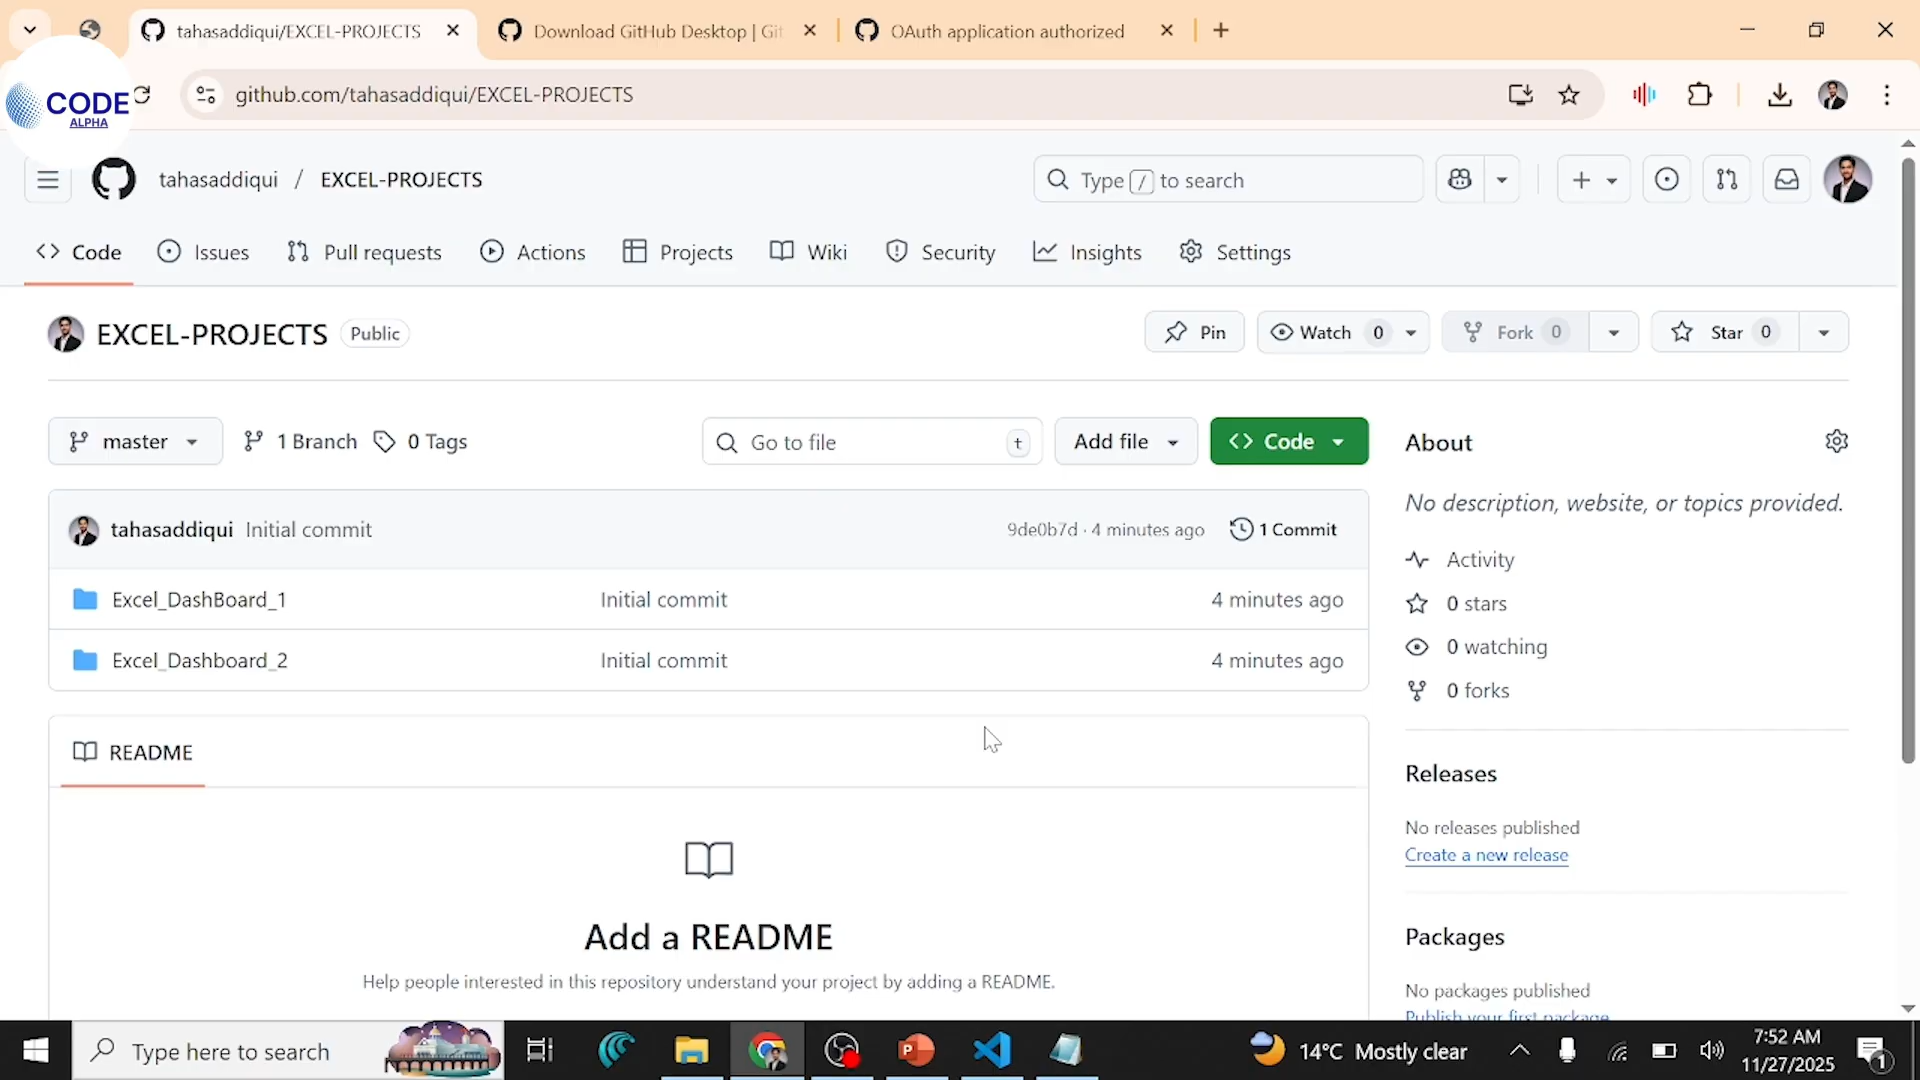 tahasaddiqui/EXCEL-PROJECTS
Download GitHub Desktop | Git
OAuth application authorized
CODE
ALPHA
github.com/tahasaddiqui/EXCEL-PROJECTS
tahasaddiqui / EXCEL-PROJECTS
Type / to search
Code
Issues
Pull requests
Actions
Projects
Wiki
Security
Insights
Settings
EXCEL-PROJECTS
Public
Pin
Watch 0
Fork 0
Star 0
master
1 Branch
0 Tags
Go to file
t
Add file
Code
About
No description, website, or topics provided.
tahasaddiqui Initial commit
9de0b7d · 4 minutes ago
1 Commit
Excel_DashBoard_1
Initial commit
4 minutes ago
Excel_Dashboard_2
Initial commit
4 minutes ago
Activity
0 stars
0 watching
0 forks
README
Add a README
Help people interested in this repository understand your project by adding a README.
Releases
No releases published
Create a new release
Packages
No packages published
Publish your first package
Type here to search
14°C Mostly clear
7:52 AM
11/27/2025
1